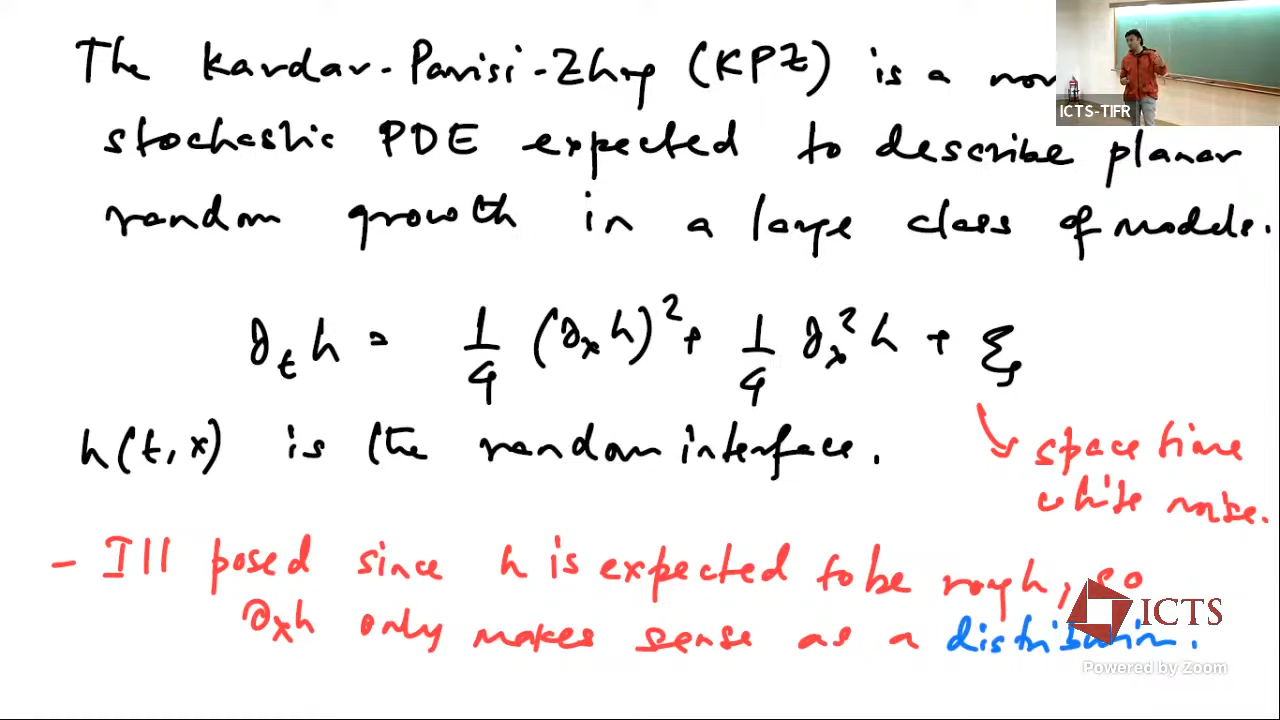 The Kardar-Parisi-Zhang (KPZ) is a
ICTS-TIFR
stochastic PDE expected to describe planar
random growth in a large class of models.
∂ₜh = 1/4 (∂ₓh)² + 1/4 ∂ₓ²h + ξ
h(t,x) is the random interface.
space time
white noise.
- Ill posed since h is expected to be rough, so
∂ₓh only makes sense as a distribution.
ICTS
Powered by Zoom